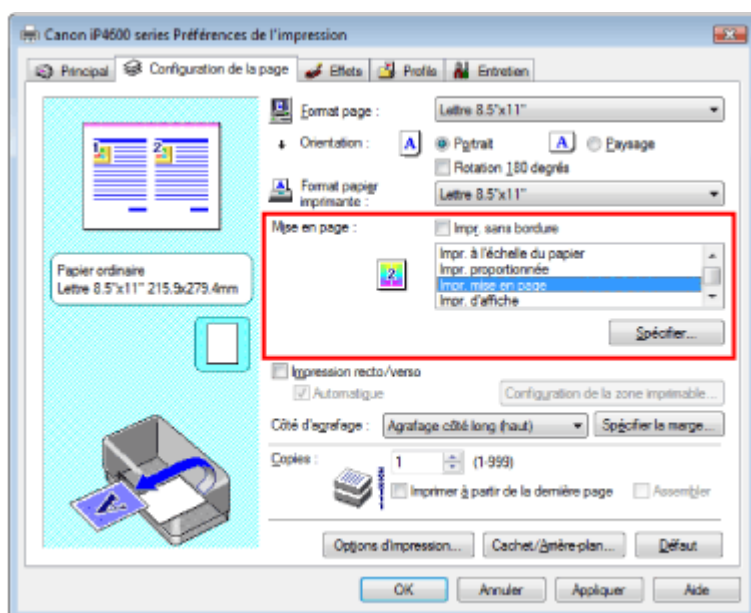 Canon iP4600 series Préférences de l'impression
Principal Configuration de la page Effets Profils Entretien
1 2
Format page : Lettre 8.5"x11"
Orientation : A Portrait A Paysage
Rotation 180 degrés
Format papier imprimante : Lettre 8.5"x11"
Mise en page : Impr. sans bordure
Impr. à l'échelle du papier
Impr. proportionnée
2 Impr. mise en page
Impr. d'affiche
Papier ordinaire
Lettre 8.5"x11" 215.9x279.4mm
Spécifier...
Impression recto/verso
Automatique Configuration de la zone imprimable...
Côté d'agrafage : Agrafage côté long (haut) Spécifier la marge...
Copies : 1 (1-999)
Imprimer à partir de la dernière page Assembler
Options d'impression... Cachet/Arrière-plan... Défaut
OK Annuler Appliquer Aide